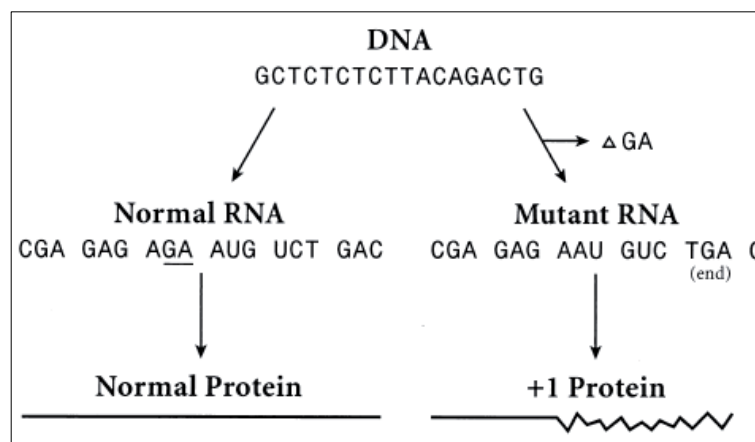 DNA
GCTCTCTCTTACAGACTG
△ GA
Normal RNA
Mutant RNA
CGA GAG AGA AUG UCT GAC
CGA GAG AAU GUC TGA C
(end)
Normal Protein
+1 Protein